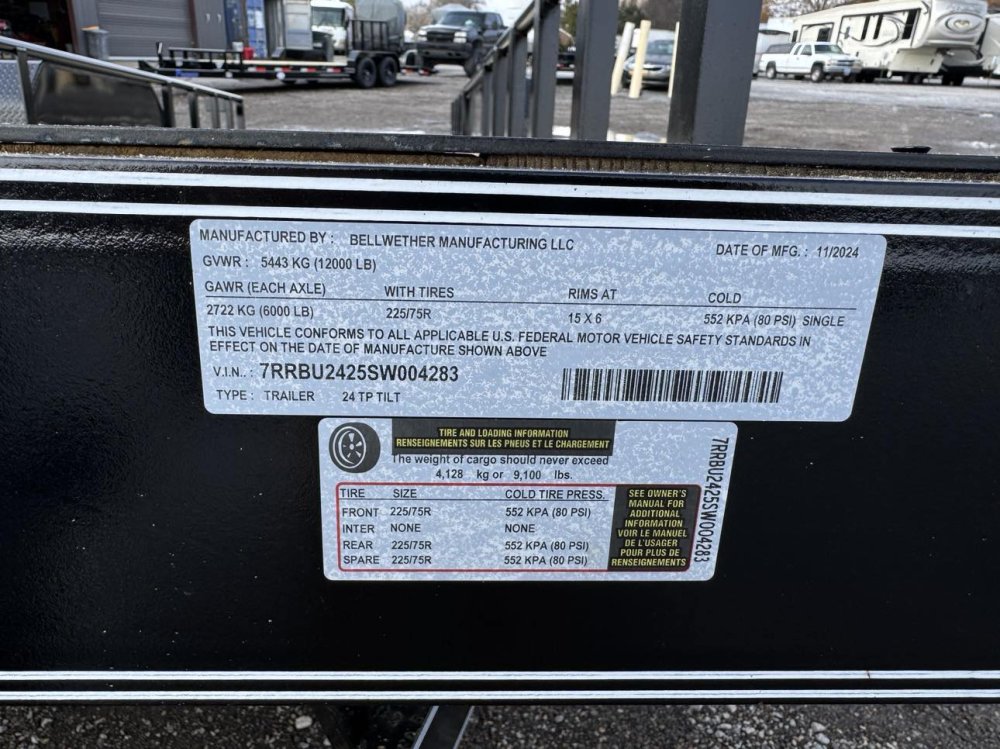 MANUFACTURED BY : BELLWETHER MANUFACTURING LLC DATE OF MFG. : 11/2024
GVWR : 5443 KG (12000 LB)
GAWR (EACH AXLE) WITH TIRES RIMS AT COLD
2722 KG (6000 LB) 225/75R 15 X 6 552 KPA (80 PSI) SINGLE
THIS VEHICLE CONFORMS TO ALL APPLICABLE U.S. FEDERAL MOTOR VEHICLE SAFETY STANDARDS IN
EFFECT ON THE DATE OF MANUFACTURE SHOWN ABOVE
V.I.N.. : 7RRBU2425SW004283
TYPE : TRAILER 24 TP TILT
TIRE AND LOADING INFORMATION
RENSEIGNEMENTS SUR LES PNEUS ET LE CHARGEMENT
The weight of cargo should never exceed
4,128 kg or 9,100 lbs.
TIRE SIZE COLD TIRE PRESS.
FRONT 225/75R 552 KPA (80 PSI)
INTER NONE NONE
REAR 225/75R 552 KPA (80 PSI)
SPARE 225/75R 552 KPA (80 PSI)
SEE OWNER'S
MANUAL FOR
ADDITIONAL
INFORMATION
VOIR LE MANUEL
DE L'USAGER
POUR PLUS DE
RENSEIGNEMENTS
7RRBU2425SW004283